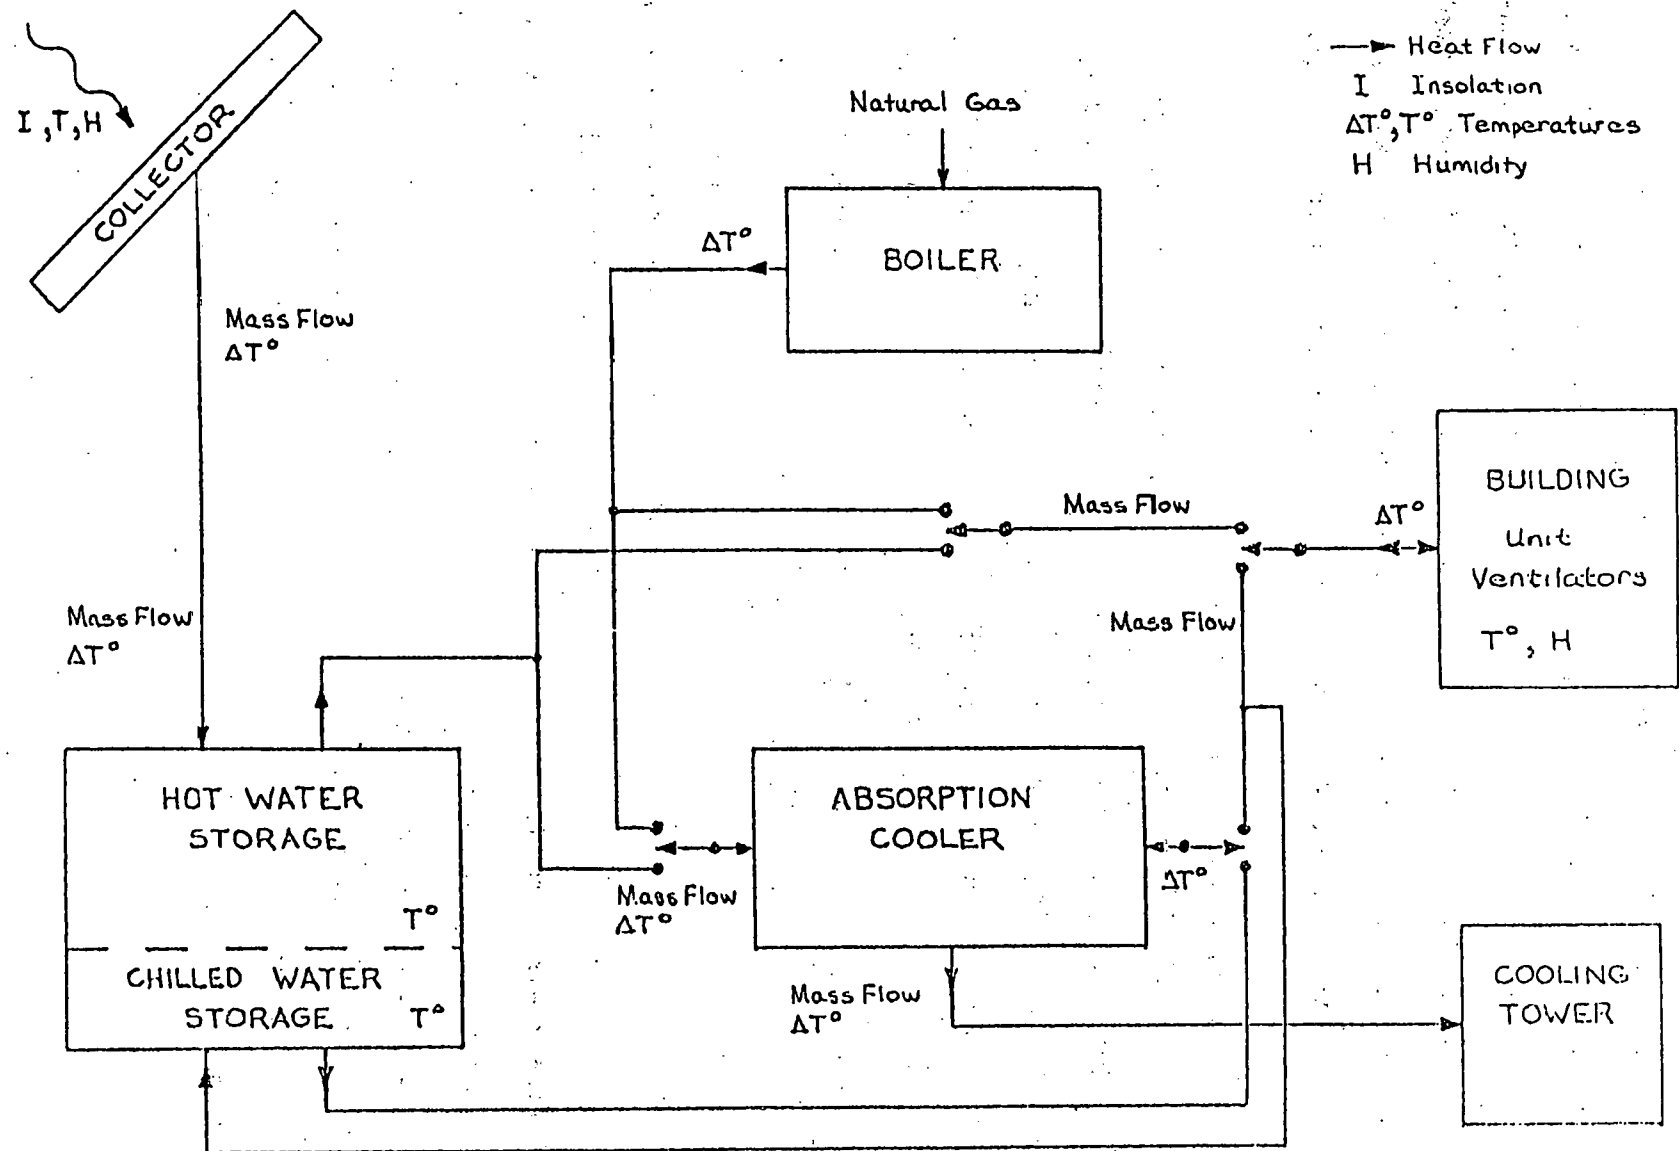 Heat Flow
I Insolation
ΔT°, T° Temperatures
H Humidity
I, T, H
COLLECTOR
Natural Gas
BOILER
ΔT°
Mass Flow
ΔT°
Mass Flow
ΔT°
Mass Flow
ΔT°
BUILDING
Unit
Ventilators
T°, H
Mass Flow
HOT WATER
STORAGE
T°
CHILLED WATER
STORAGE T°
ABSORPTION
COOLER
Mass Flow
ΔT°
ΔT°
Mass Flow
ΔT°
COOLING
TOWER